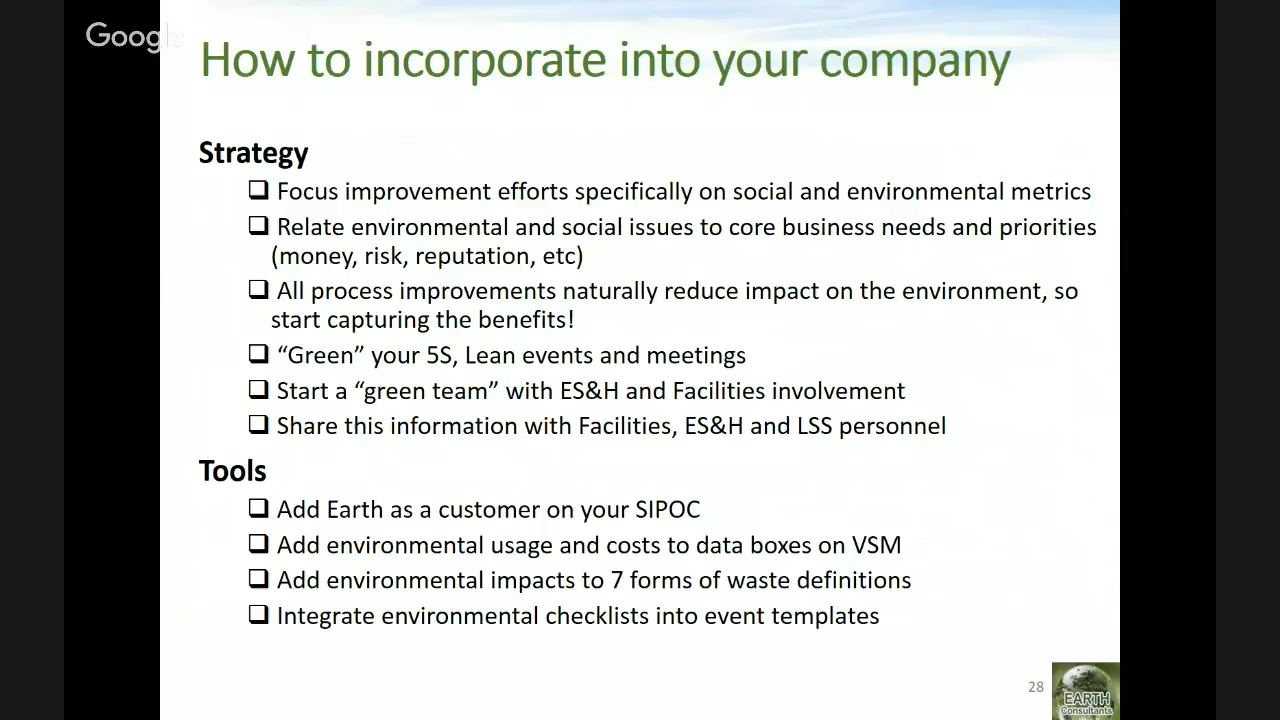 Google
How to incorporate into your company
Strategy
❑ Focus improvement efforts specifically on social and environmental metrics
❑ Relate environmental and social issues to core business needs and priorities
(money, risk, reputation, etc)
❑ All process improvements naturally reduce impact on the environment, so
start capturing the benefits!
❑ “Green” your 5S, Lean events and meetings
❑ Start a “green team” with ES&H and Facilities involvement
❑ Share this information with Facilities, ES&H and LSS personnel
Tools
❑ Add Earth as a customer on your SIPOC
❑ Add environmental usage and costs to data boxes on VSM
❑ Add environmental impacts to 7 forms of waste definitions
❑ Integrate environmental checklists into event templates
28
EARTH
Consultants